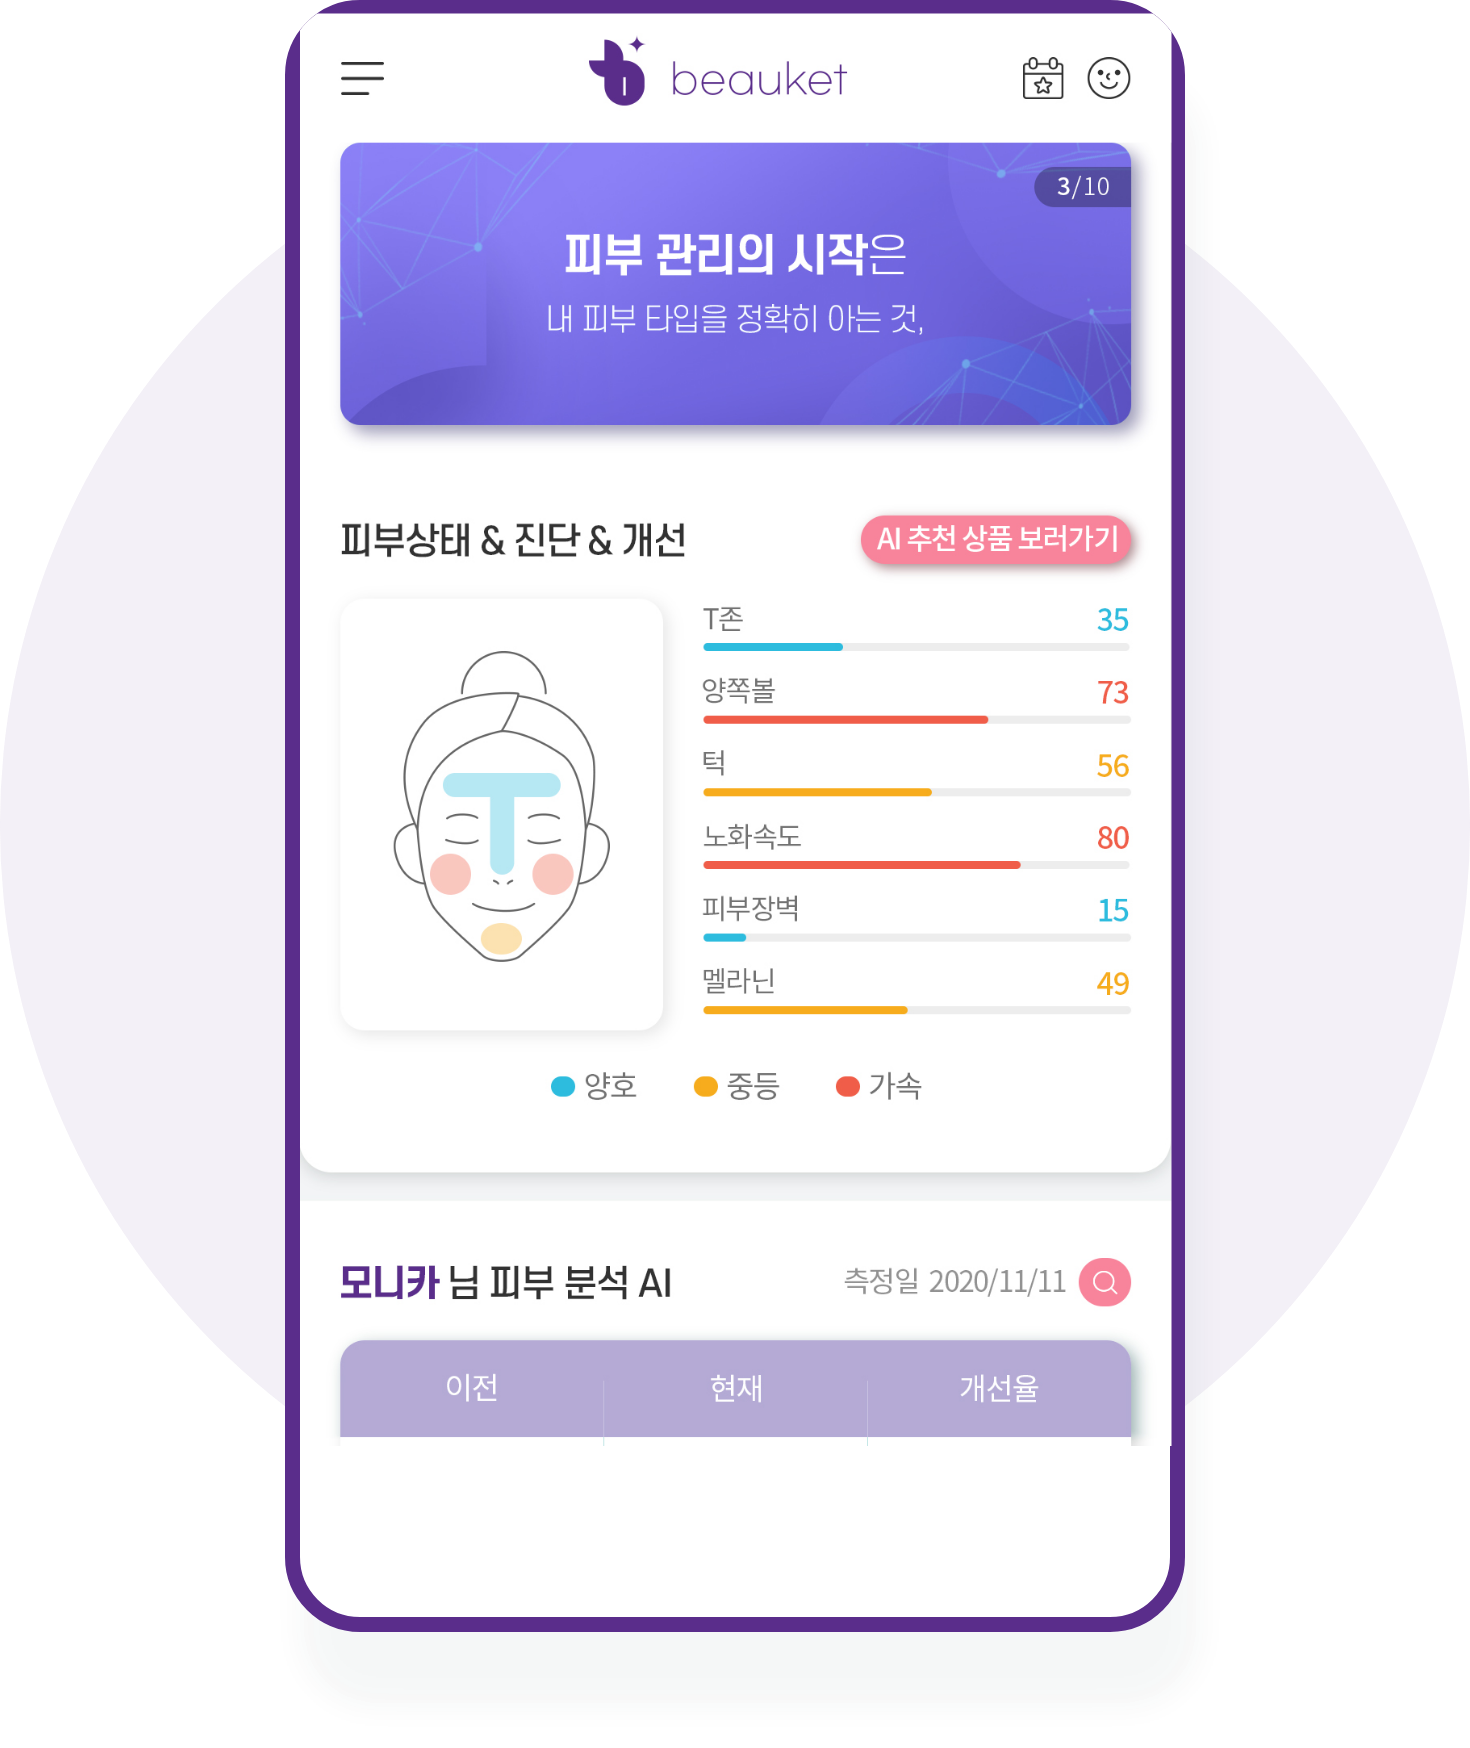 beauket
3/10
피부 관리의 시작은
내 피부 타입을 정확히 아는 것,
피부상태 & 진단 & 개선
AI 추천 상품 보러가기
T존 35
양쪽볼 73
턱 56
노화속도 80
피부장벽 15
멜라닌 49
양호 중등 가속
모니카 님 피부 분석 AI
측정일 2020/11/11
이전 현재 개선율